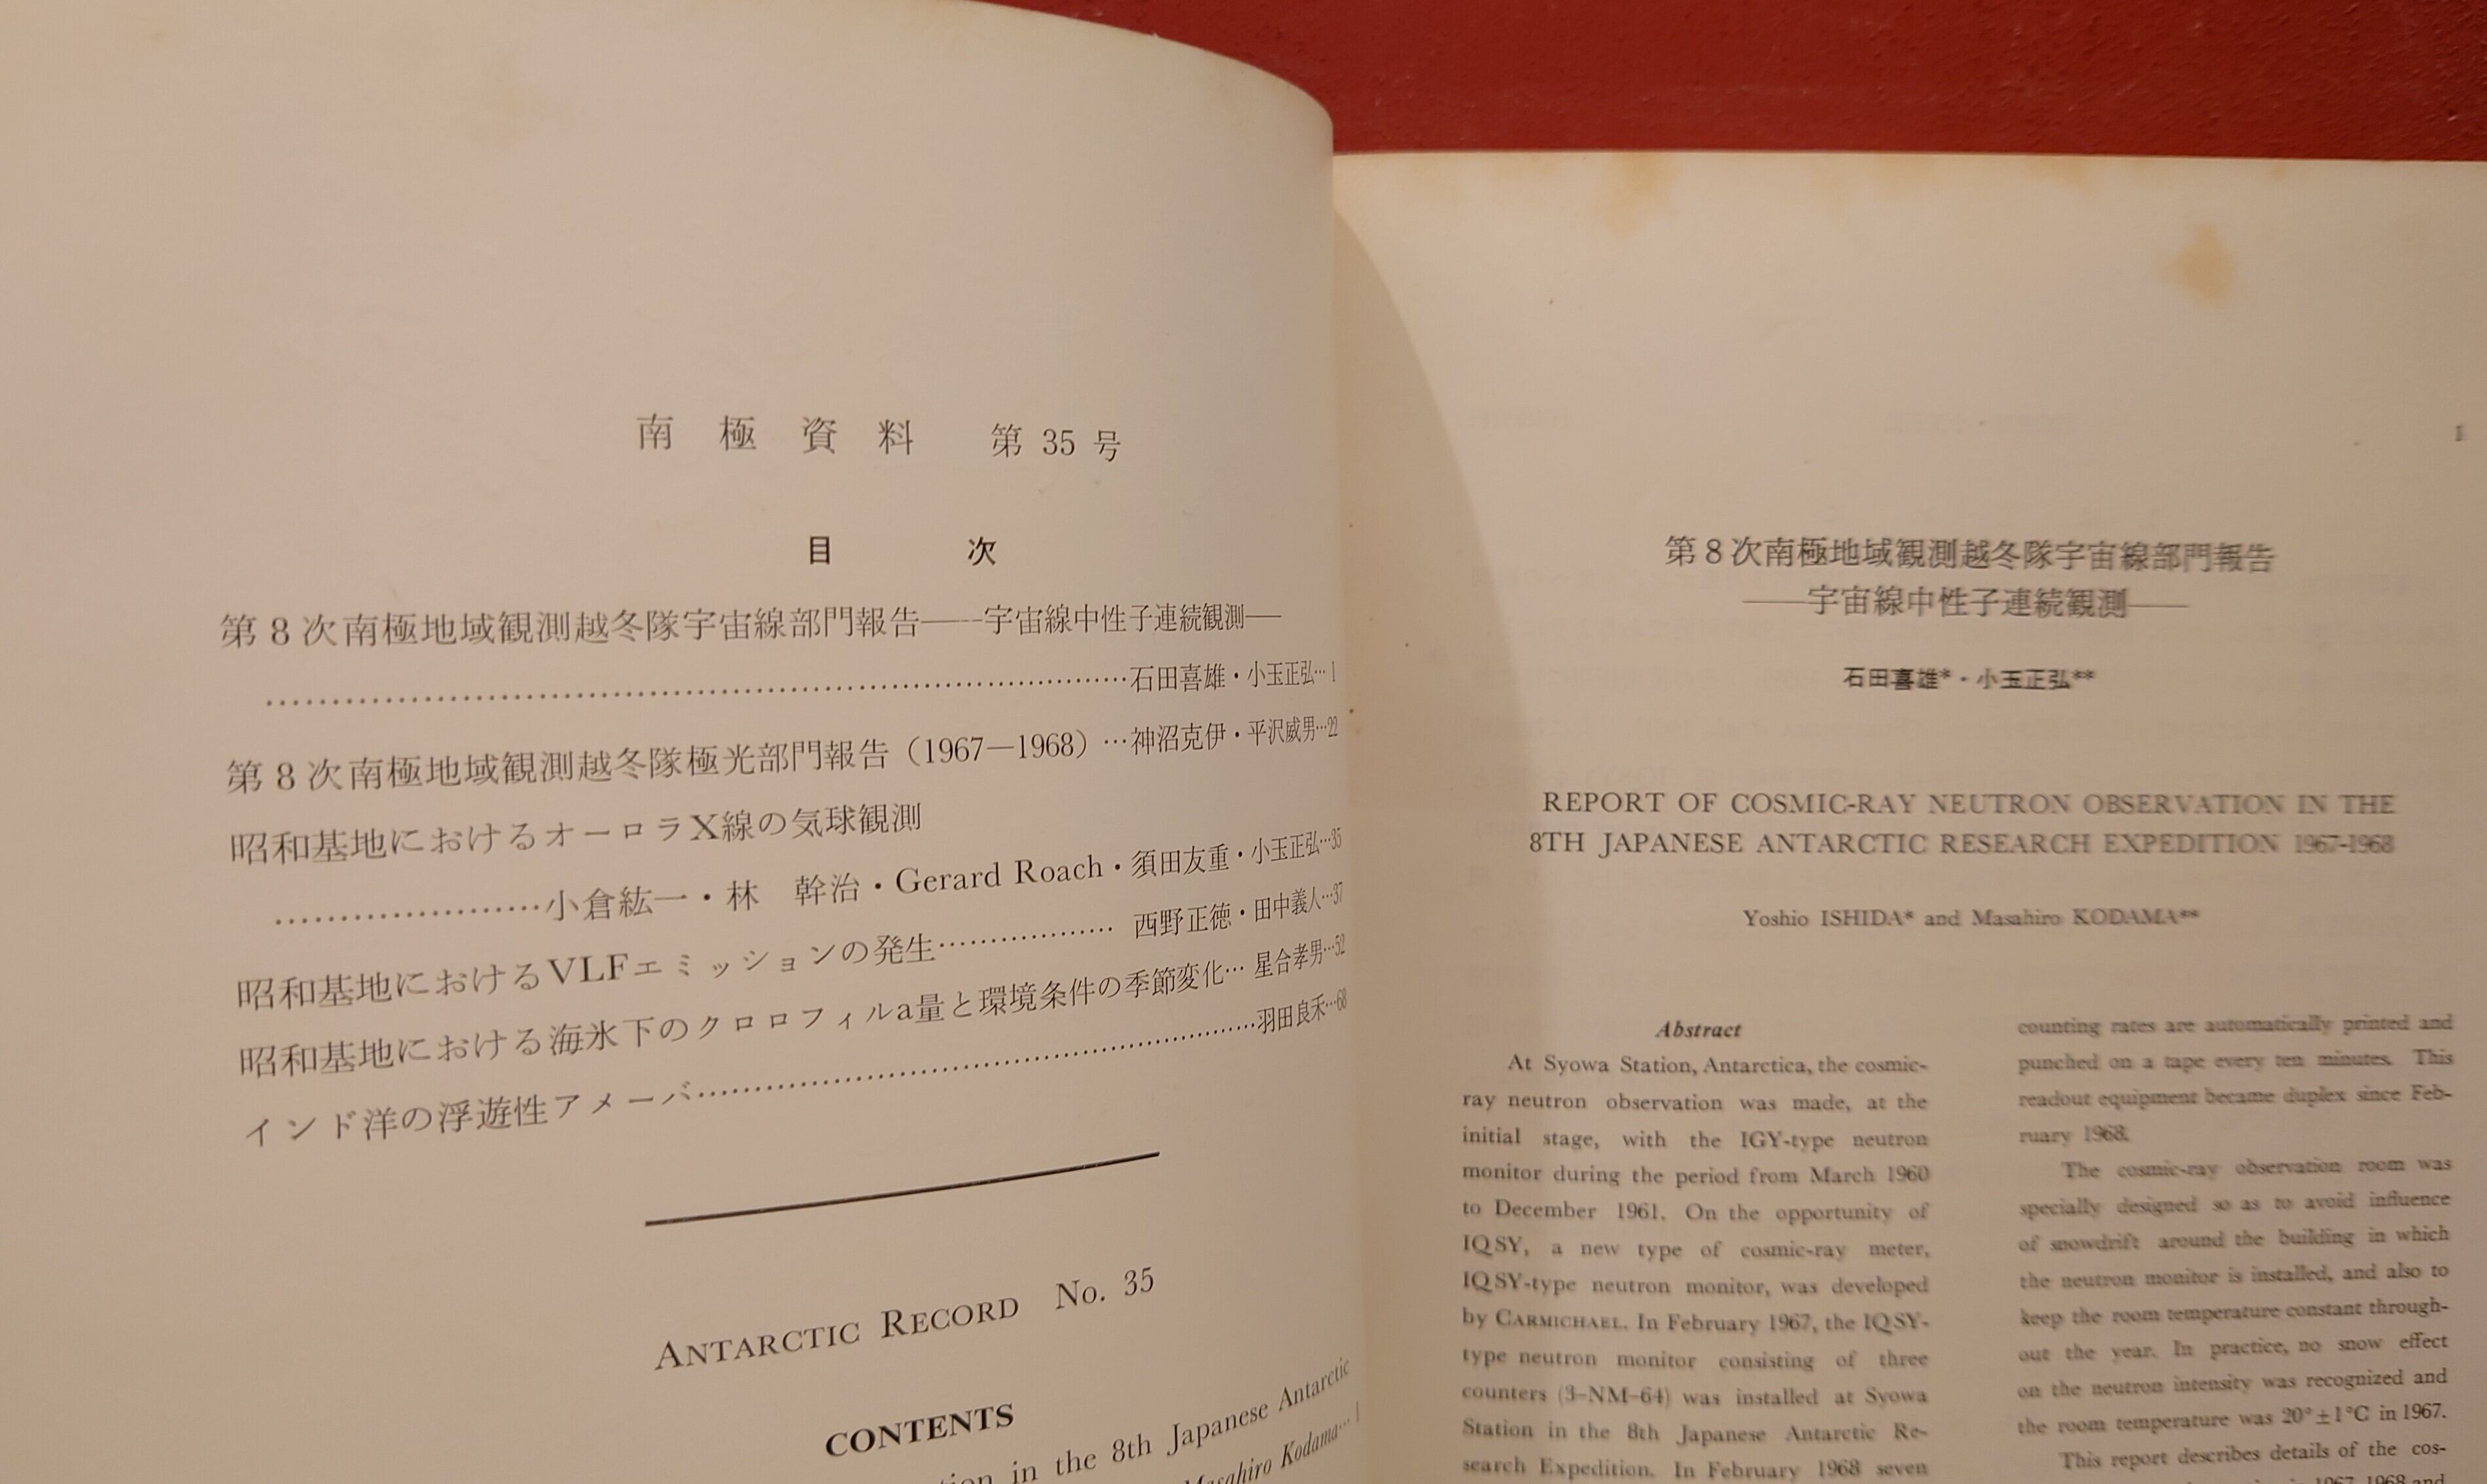 南極資料 第 35 号
目 次
第 8 次南極地域観測越冬隊宇宙線部門報告――宇宙線中性子連続観測―
……………………………………………………石田喜雄・小玉正弘… 1
第 8 次南極地域観測越冬隊極光部門報告（1967—1968）…神沼克伊・平沢威男…22
昭和基地におけるオーロラX線の気球観測
…………………小倉紘一・林 幹治・Gerard Roach・須田友重・小玉正弘…35
昭和基地におけるVLFエミッションの発生……………… 西野正徳・田中義人…37
昭和基地における海氷下のクロロフィルa量と環境条件の季節変化… 星合孝男…52
インド洋の浮遊性アメーバ……………………………………………羽田良禾…68
ANTARCTIC RECORD No. 35
CONTENTS
in the 8th Japanese Antarctic
Masahiro Kodama… 1
1
第 8 次南極地域観測越冬隊宇宙線部門報告
——宇宙線中性子連続観測——
石田喜雄*・小玉正弘**
REPORT OF COSMIC-RAY NEUTRON OBSERVATION IN THE
8TH JAPANESE ANTARCTIC RESEARCH EXPEDITION 1967-1968
Yoshio ISHIDA* and Masahiro KODAMA**
Abstract
At Syowa Station, Antarctica, the cosmic-
ray neutron observation was made, at the
initial stage, with the IGY-type neutron
monitor during the period from March 1960
to December 1961. On the opportunity of
IQSY, a new type of cosmic-ray meter,
IQSY-type neutron monitor, was developed
by CARMICHAEL. In February 1967, the IQSY-
type neutron monitor consisting of three
counters (3-NM-64) was installed at Syowa
Station in the 8th Japanese Antarctic Re-
search Expedition. In February 1968 seven
counting rates are automatically printed and
punched on a tape every ten minutes. This
readout equipment became duplex since Feb-
ruary 1968.
The cosmic-ray observation room was
specially designed so as to avoid influence
of snowdrift around the building in which
the neutron monitor is installed, and also to
keep the room temperature constant through-
out the year. In practice, no snow effect
on the neutron intensity was recognized and
the room temperature was 20°±1°C in 1967.
This report describes details of the cos-
1967, 1968 and